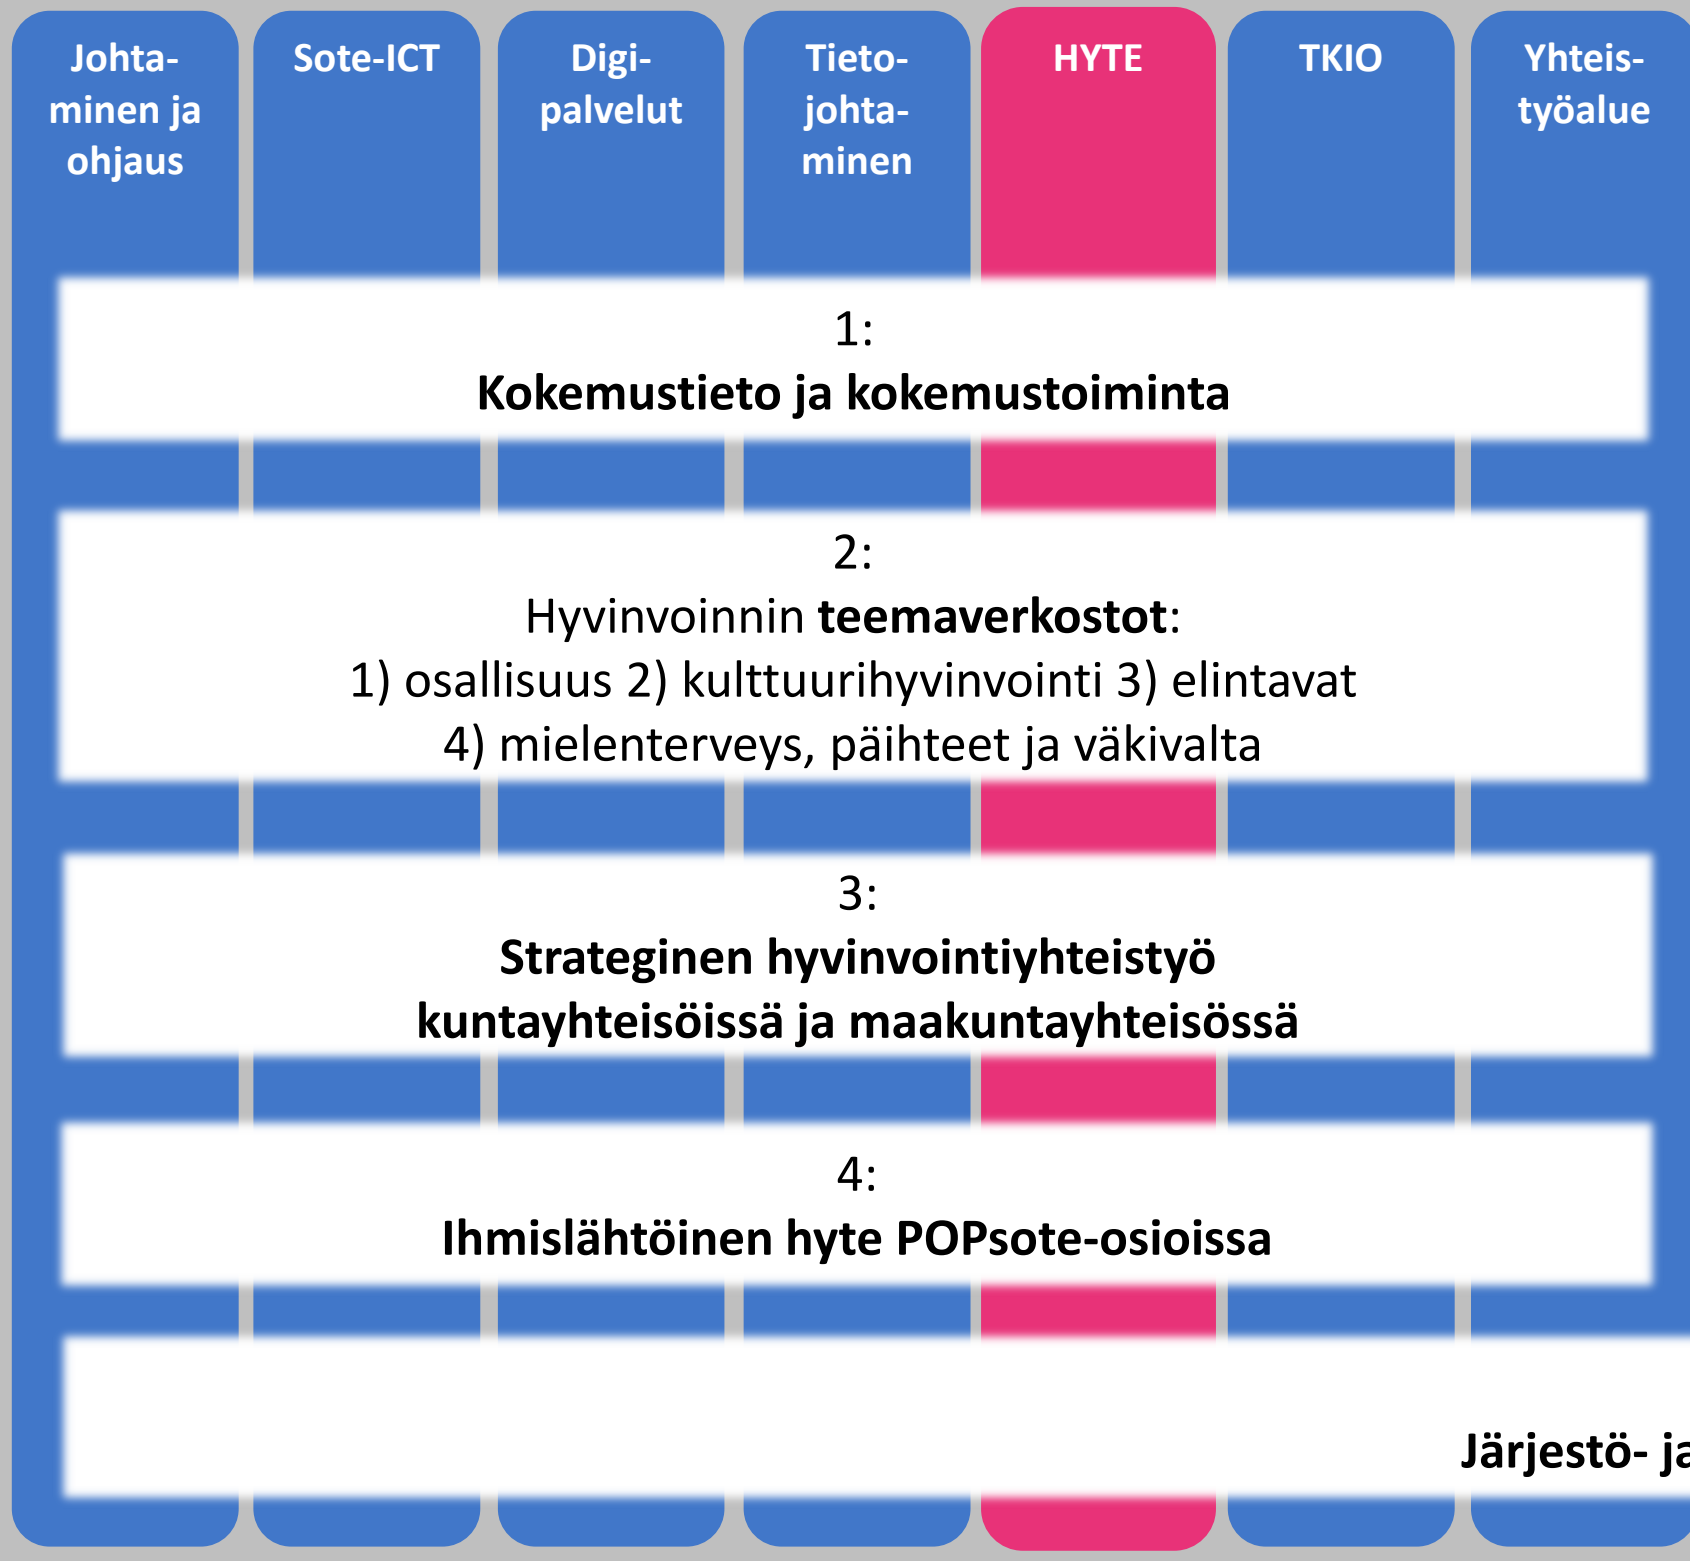 Johta-
minen ja
ohjaus
Sote-ICT
Digi-
palvelut
Tieto-
johta-
minen
HYTE
TKIO
Yhteis-
työalue
1:
Kokemustieto ja kokemustoiminta
2:
Hyvinvoinnin teemaverkostot:
1) osallisuus 2) kulttuurihyvinvointi 3) elintavat
4) mielenterveys, päihteet ja väkivalta
3:
Strateginen hyvinvointiyhteistyö
kuntayhteisöissä ja maakuntayhteisössä
4:
Ihmislähtöinen hyte POPsote-osioissa
Järjestö- ja